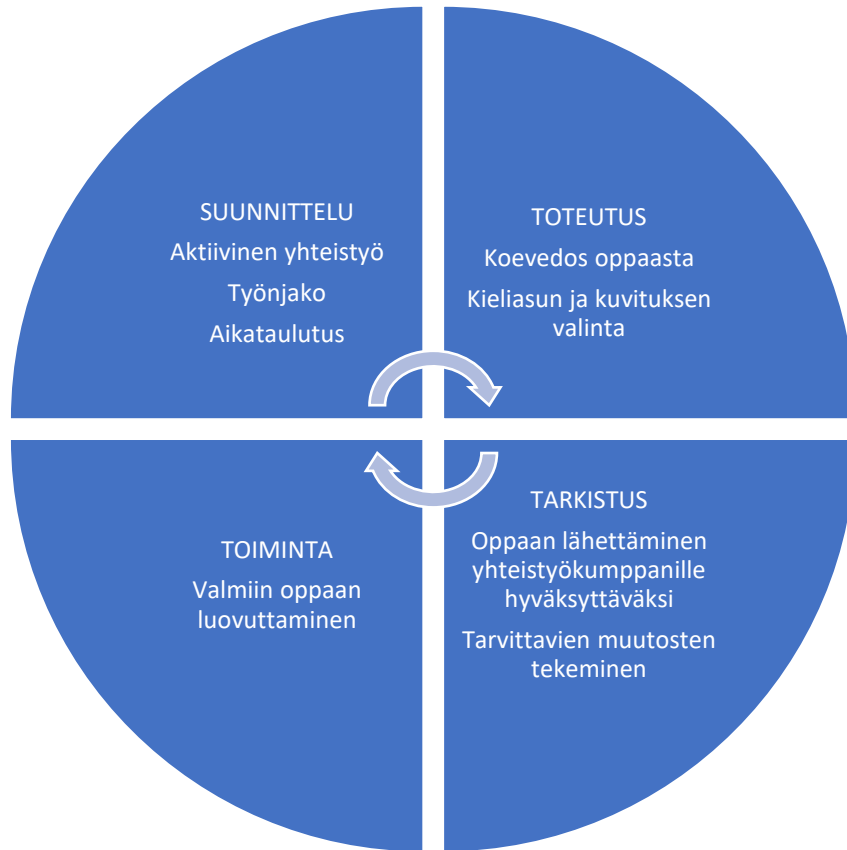 SUUNNITTELU
Aktiivinen yhteistyö
Työnjako
Aikataulutus
TOTEUTUS
Koevedos oppaasta
Kieliasun ja kuvituksen
valinta
TARKISTUS
Oppaan lähettäminen
yhteistyökumppanille
hyväksyttäväksi
Tarvittavien muutosten
tekeminen
TOIMINTA
Valmiin oppaan
luovuttaminen